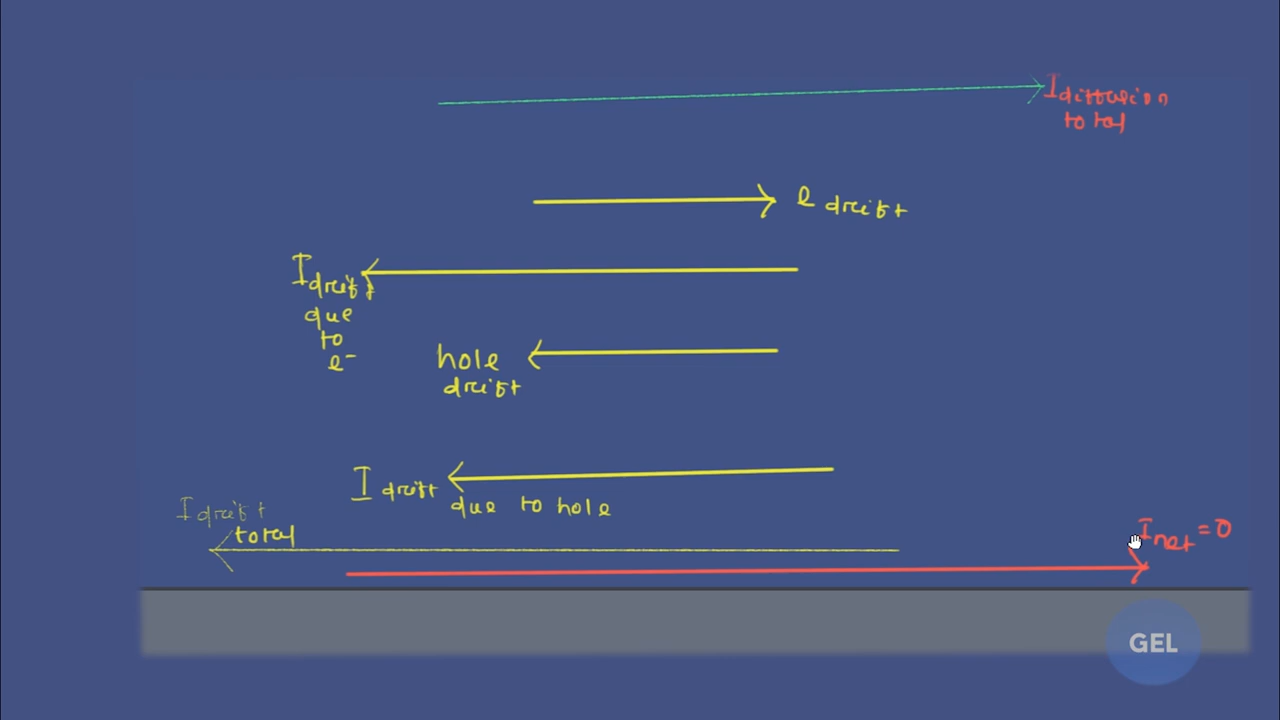 I diffusion
total
e drift
I drift
due
to
e⁻
hole
drift
I drift
due to hole
I drift
total
I net = 0
GEL